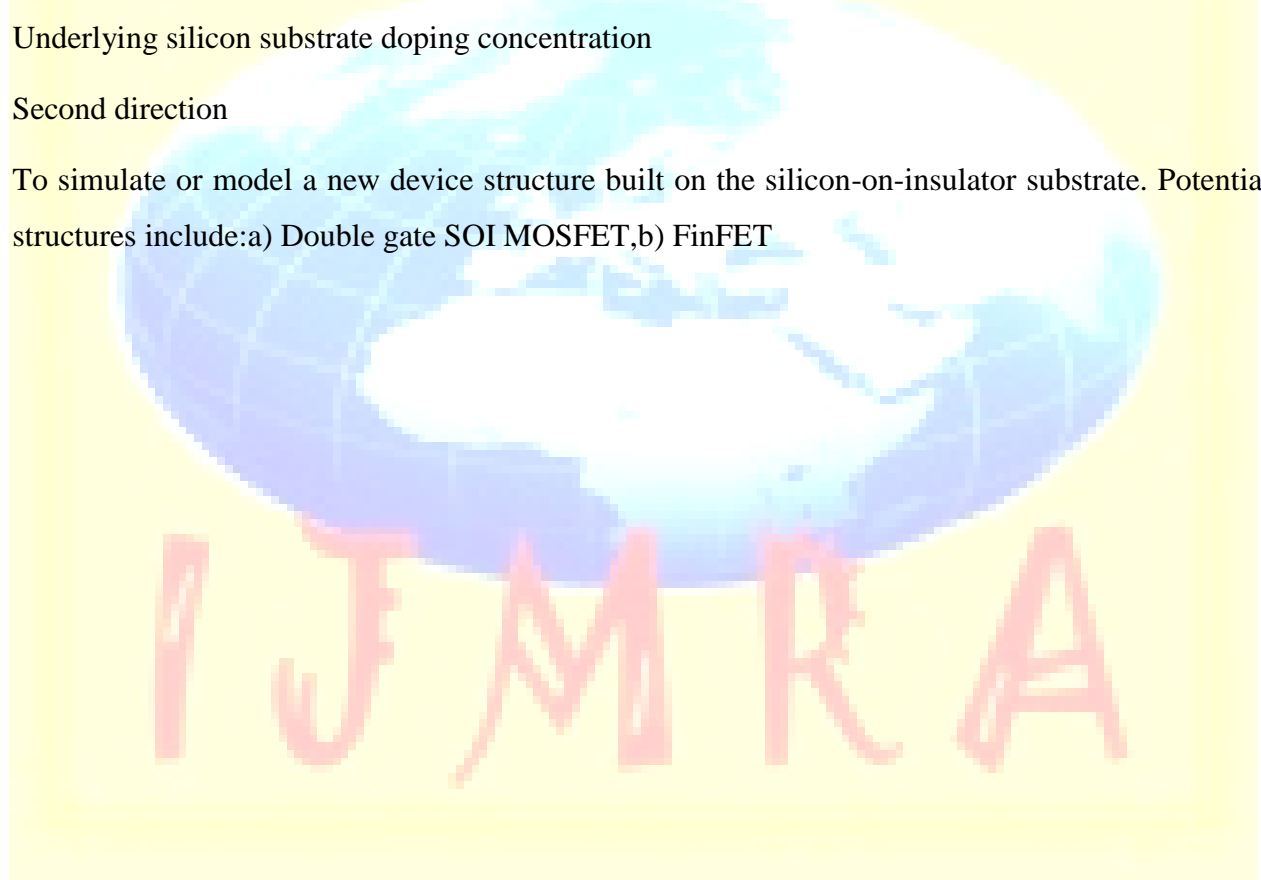 Underlying silicon substrate doping concentration
Second direction
To simulate or model a new device structure built on the silicon-on-insulator substrate. Potentia
structures include:a) Double gate SOI MOSFET,b) FinFET
IJMRA